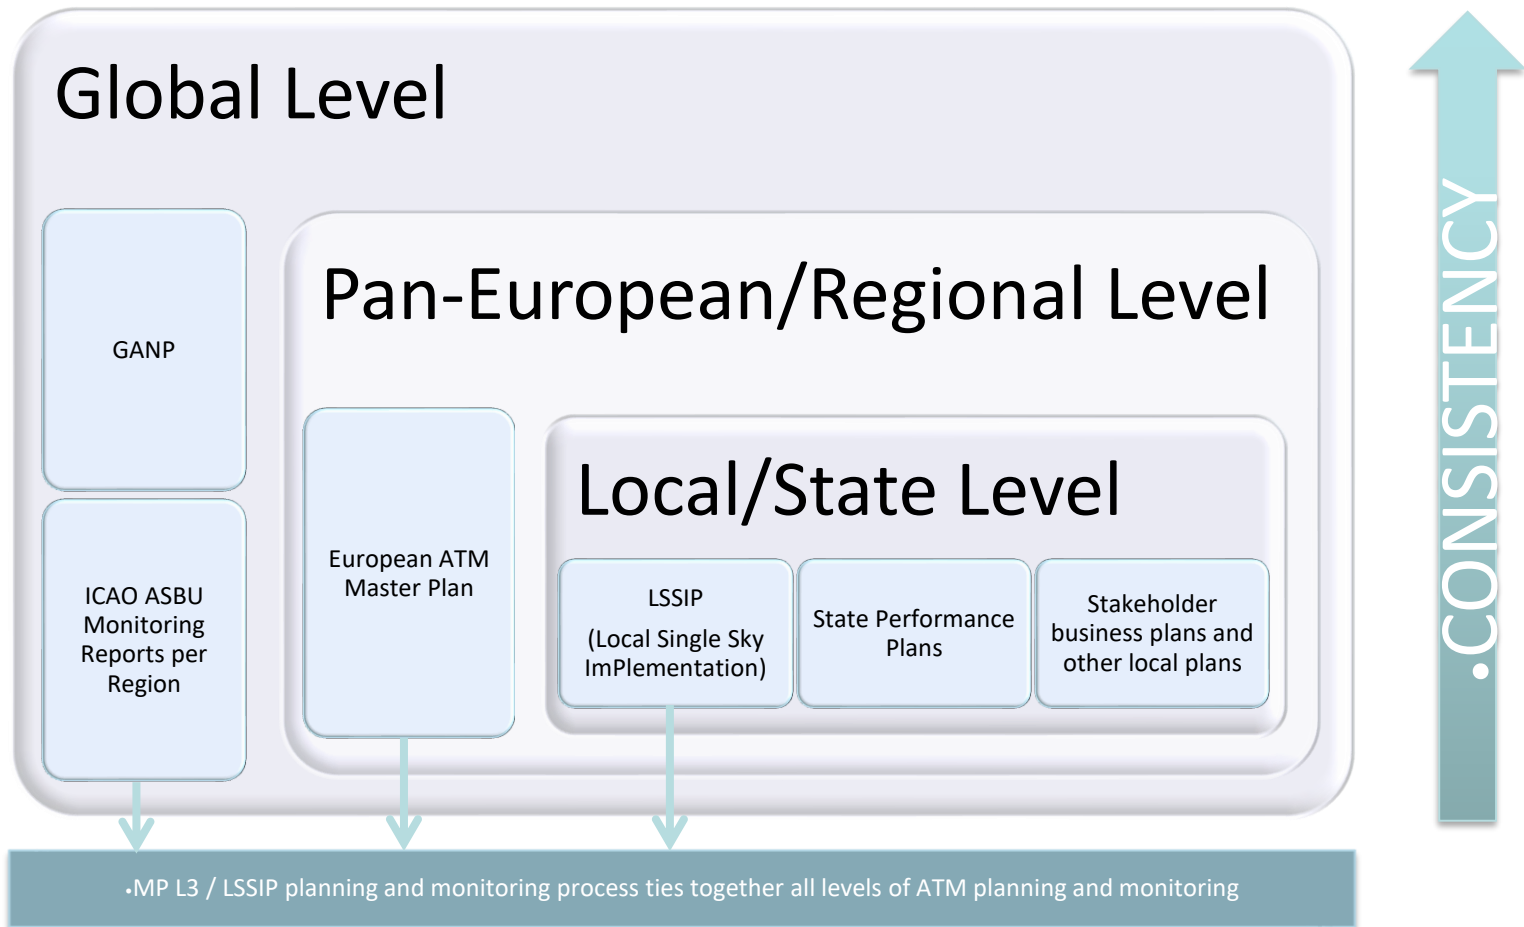 Global Level
GANP
ICAO ASBU
Monitoring
Reports per
Region
Pan-European/Regional Level
European ATM
Master Plan
Local/State Level
LSSIP
(Local Single Sky
ImPlementation)
State Performance
Plans
Stakeholder
business plans and
other local plans
•MP L3 / LSSIP planning and monitoring process ties together all levels of ATM planning and monitoring
•CONSISTENCY